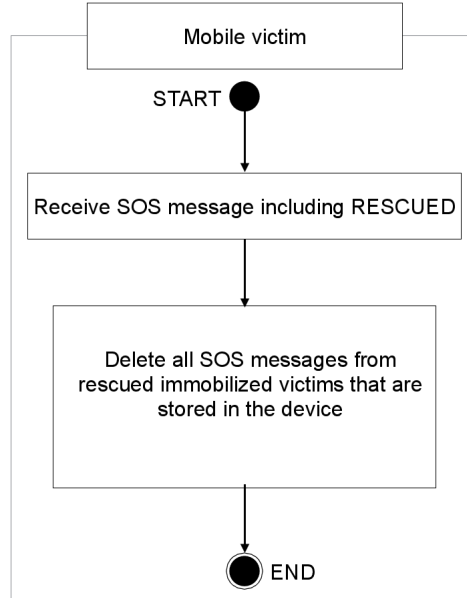 Mobile victim
START
Receive SOS message including RESCUED
Delete all SOS messages from
rescued immobilized victims that are
stored in the device
END